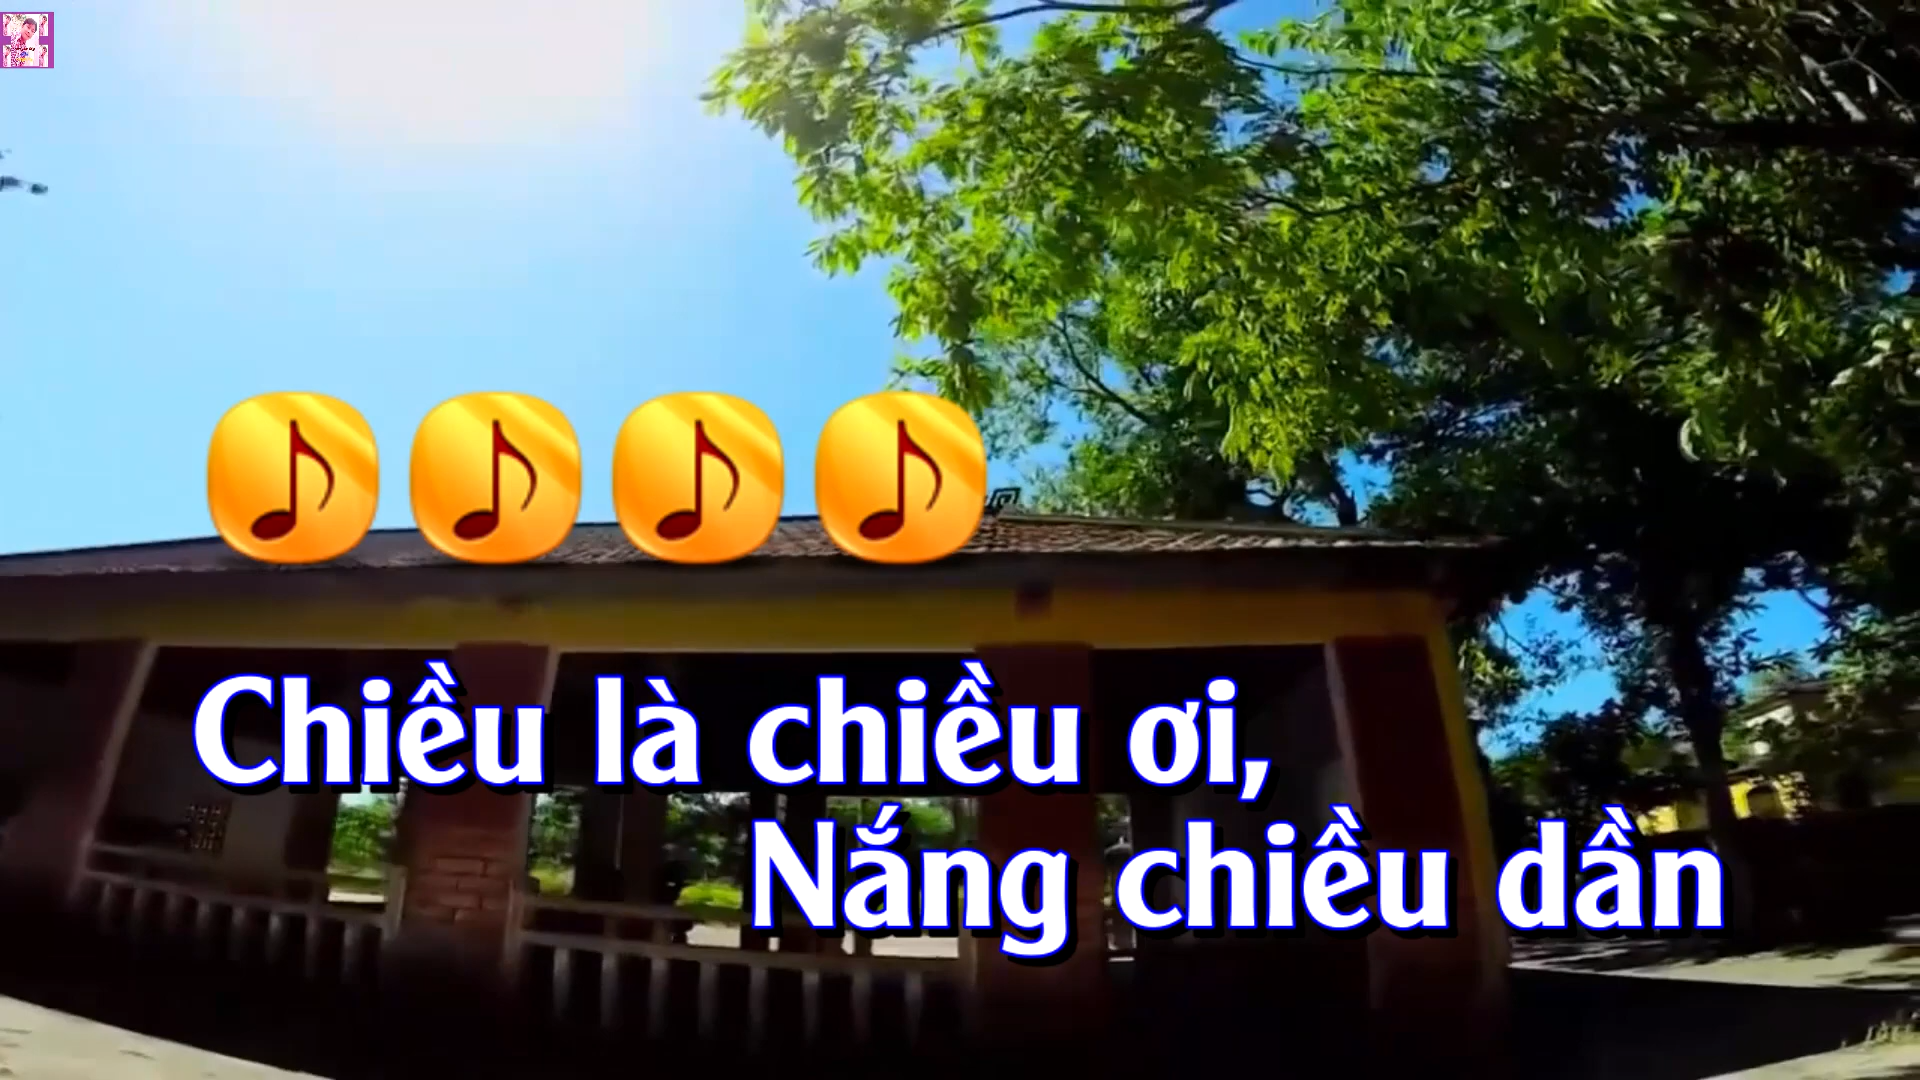 Chiều là chiều ơi,
Nắng chiều dần